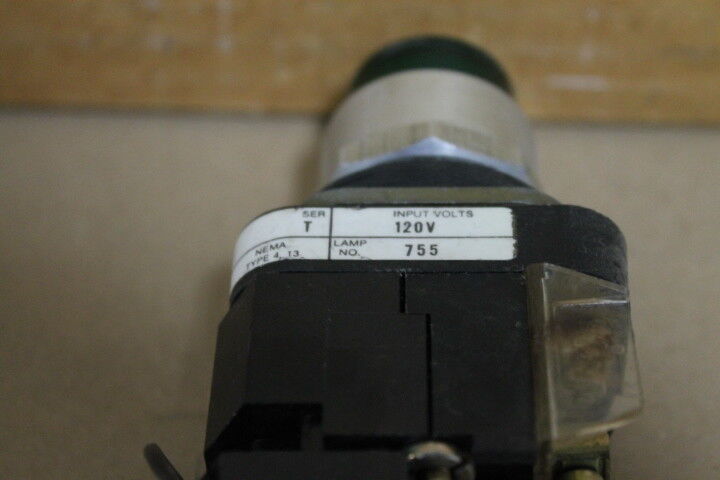 SER
T
INPUT VOLTS
120V
NEMA
TYPE 4, 13
LAMP
NO.
755